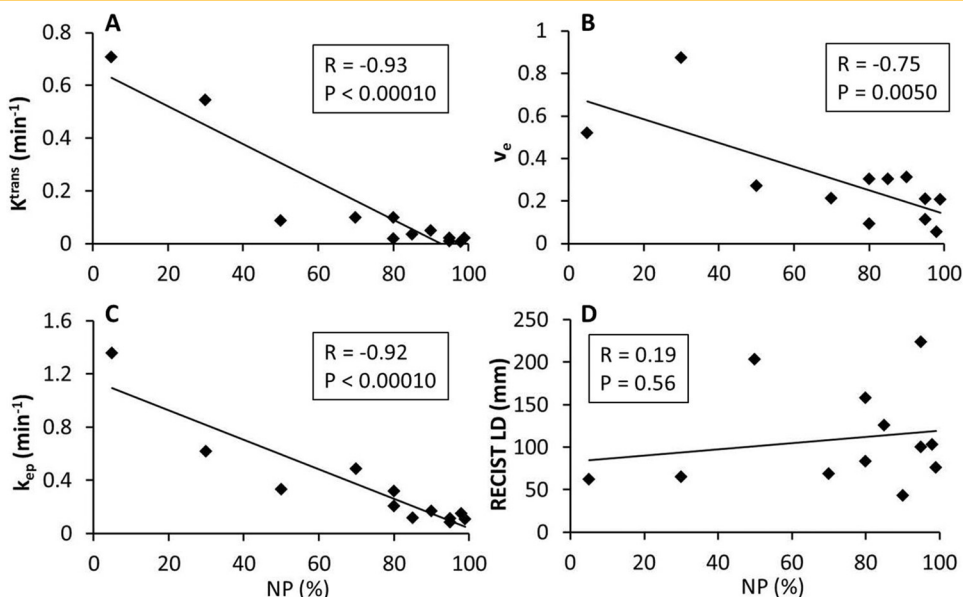 A
K^trans (min^-1)
0.8
0.6
0.4
0.2
0
R = -0.93
P < 0.00010
0 20 40 60 80 100
B
v_e
1
0.8
0.6
0.4
0.2
0
R = -0.75
P = 0.0050
0 20 40 60 80 100
C
k_ep (min^-1)
1.6
1.2
0.8
0.4
0
R = -0.92
P < 0.00010
0 20 40 60 80 100
NP (%)
D
RECIST LD (mm)
250
200
150
100
50
0
R = 0.19
P = 0.56
0 20 40 60 80 100
NP (%)